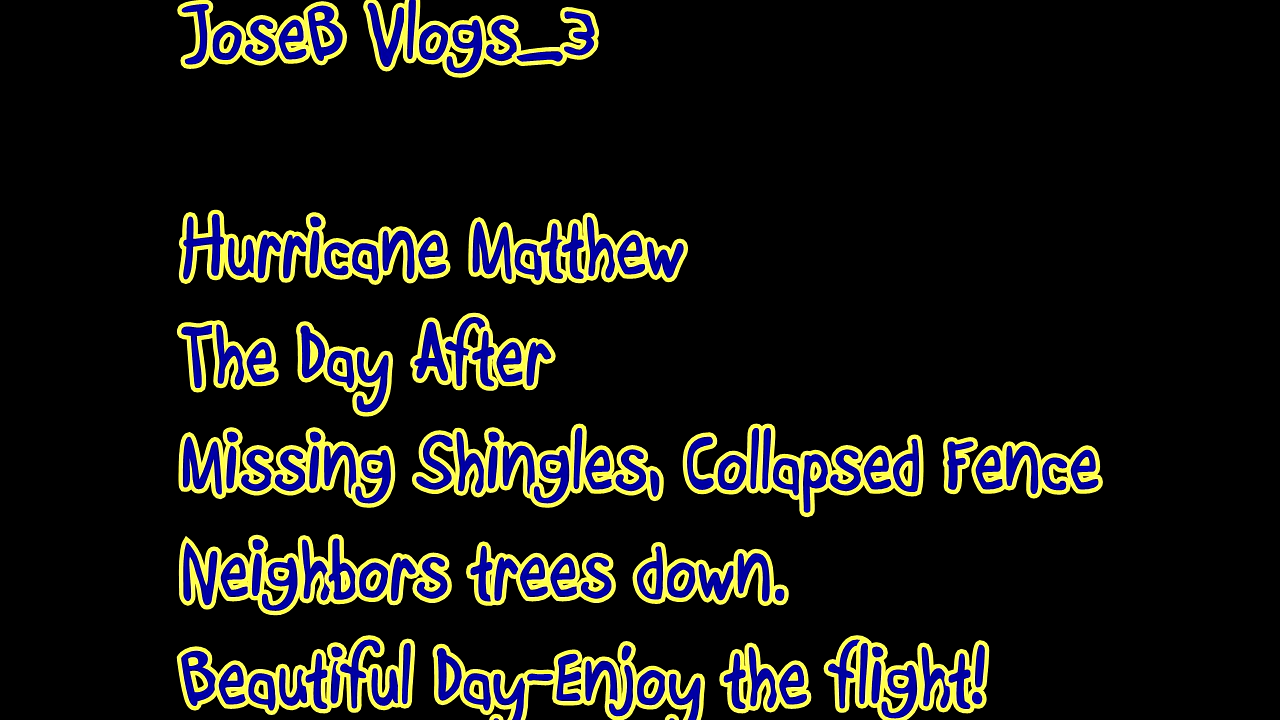 JoseB Vlogs_3
Hurricane Matthew
The Day After
Missing Shingles, Collapsed Fence
Neighbors trees down.
Beautiful Day-Enjoy the flight!